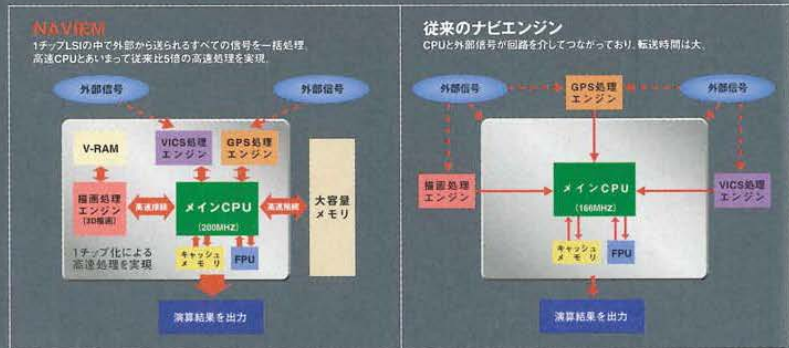 NAVIEM
1チップLSIの中で外部から送られるすべての信号を一括処理。
高速CPUとあいまって従来比5倍の高速処理を実現。
外部信号
外部信号
V-RAM
VICS処理
エンジン
GPS処理
エンジン
描画処理
エンジン
(3D描画)
高速接続
メインCPU
(200MHZ)
高速接続
大容量
メモリ
1チップ化による
高速処理を実現
キャッシュ
メモリ
FPU
演算結果を出力
従来のナビエンジン
CPUと外部信号が回路を介してつながっており、転送時間は大。
外部信号
GPS処理
エンジン
外部信号
描画処理
エンジン
メインCPU
(166MHZ)
VICS処理
エンジン
キャッシュ
メモリ
FPU
演算結果を出力